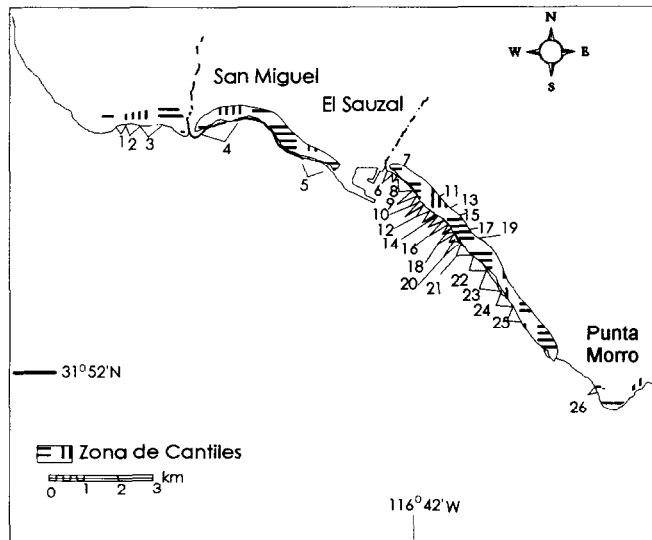 N
W E
S
San Miguel
El Sauzal
1 2 3
4
5
6
7
8
9
10
11
12
13
14
15
16
17
18
19
20
21
22
23
24
25
Punta
Morro
26
31°52'N
Zona de Cantiles
km
0 1 2 3
116°42'W